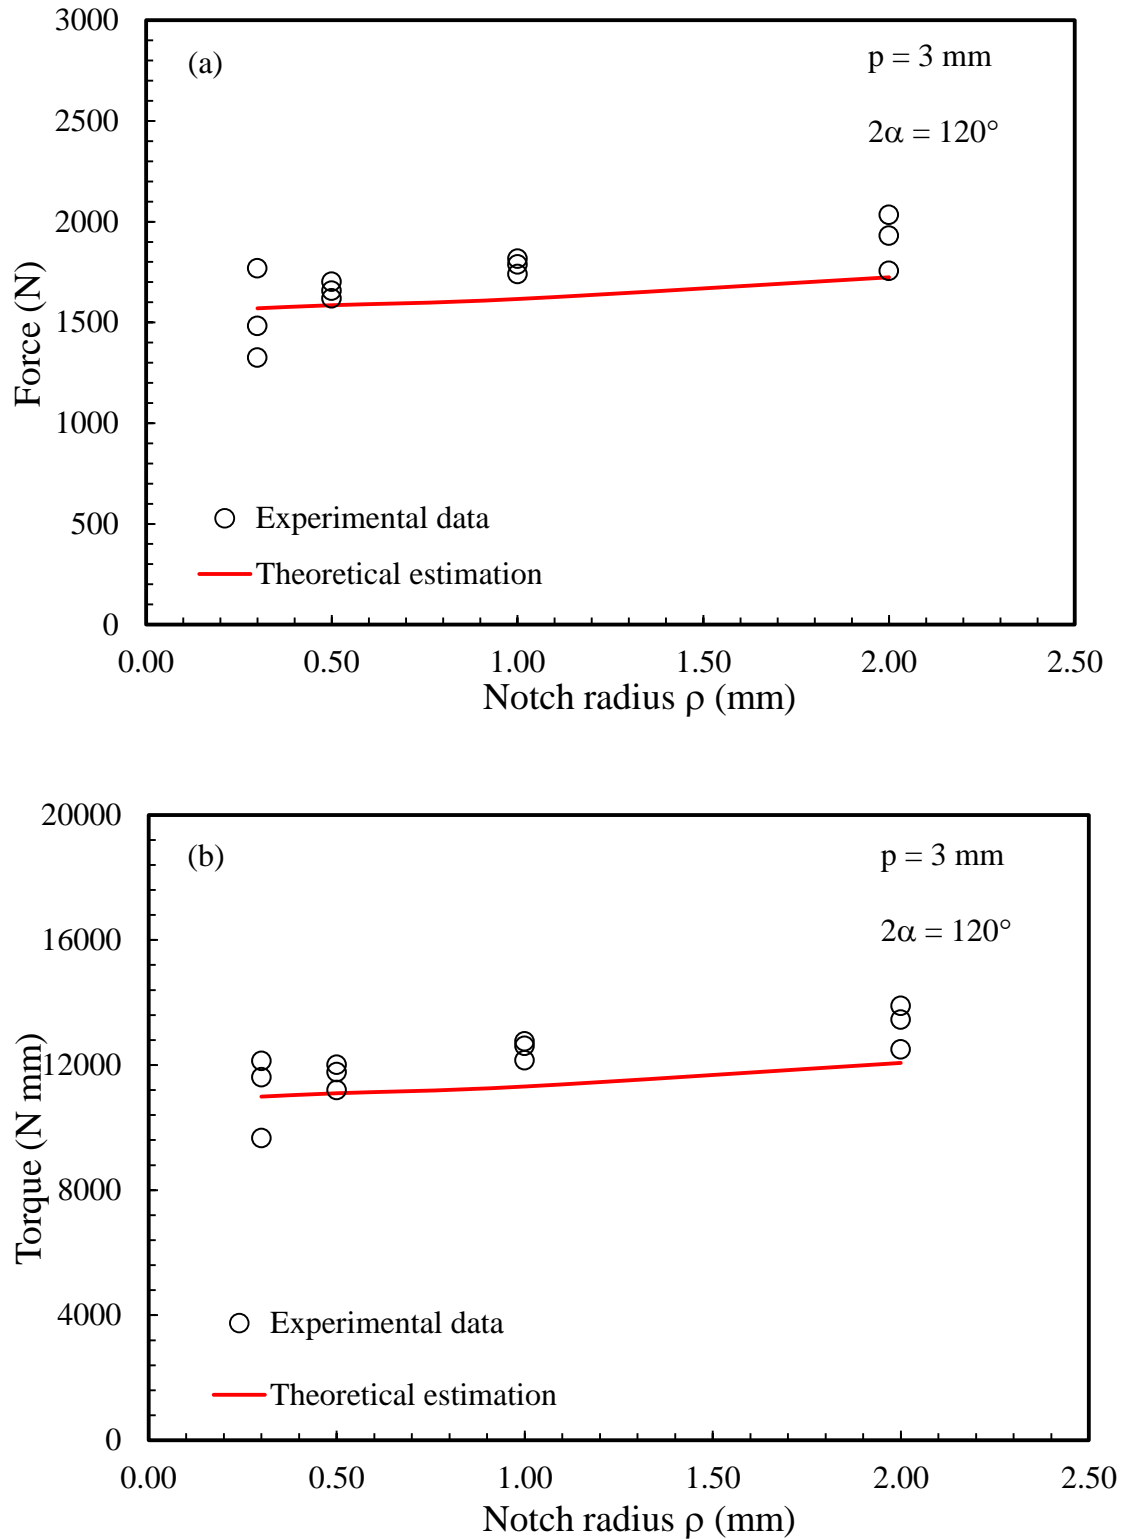 3000
(a)
p = 3 mm
2500
2α = 120°
2000
Force (N)
1500
1000
500
Experimental data
Theoretical estimation
0
0.00 0.50 1.00 1.50 2.00 2.50
Notch radius ρ (mm)
20000
(b)
p = 3 mm
16000
2α = 120°
12000
Torque (N mm)
8000
4000
Experimental data
Theoretical estimation
0
0.00 0.50 1.00 1.50 2.00 2.50
Notch radius ρ (mm)